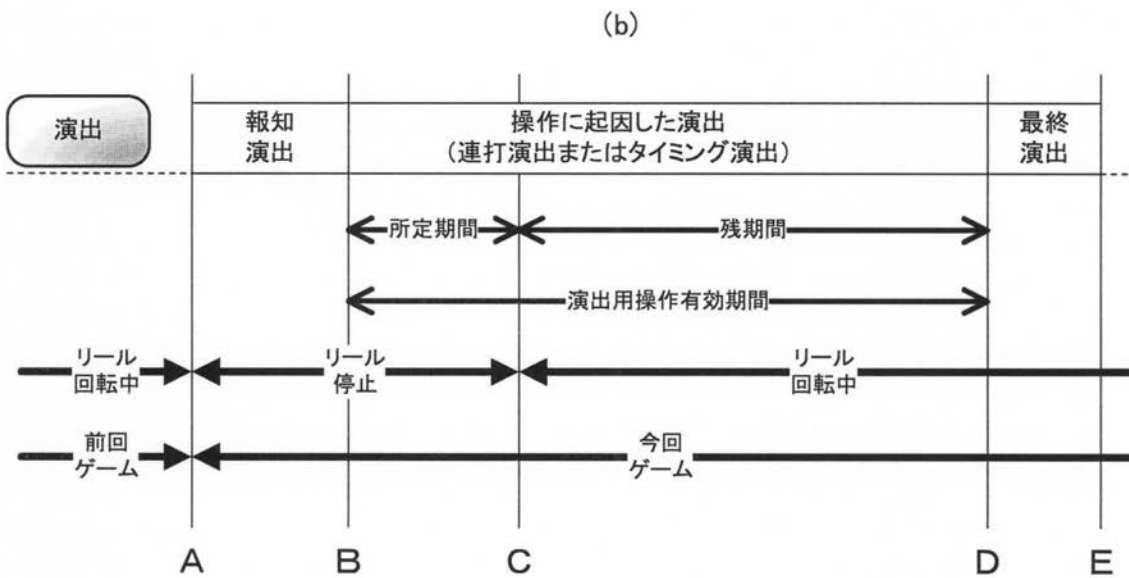 (b)
演出
報知
演出
操作に起因した演出
（連打演出またはタイミング演出）
最終
演出
所定期間
残期間
演出用操作有効期間
リール
回転中
リール
停止
リール
回転中
前回
ゲーム
今回
ゲーム
A
B
C
D
E